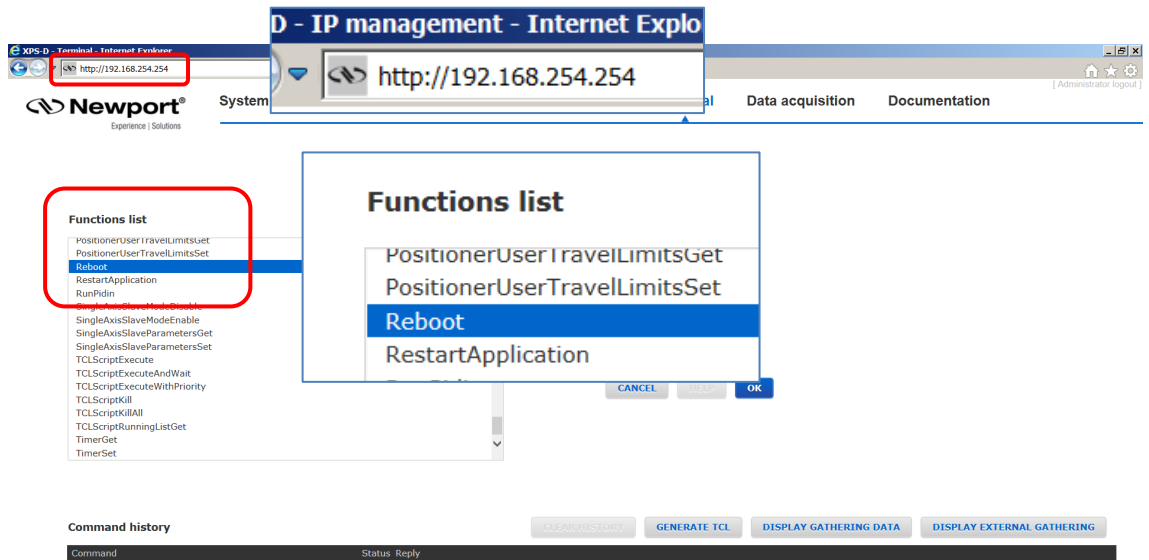 D - IP management - Internet Explo
http://192.168.254.254
XPS-D - Terminal - Internet Explorer
http://192.168.254.254
[ Administrator logout ]
Newport®
Experience | Solutions
System
al
Data acquisition
Documentation
Functions list
PositionerUserTravelLimitsGet
PositionerUserTravelLimitsSet
Reboot
RestartApplication
RunPidin
SingleAxisSlaveModeDisable
SingleAxisSlaveModeEnable
SingleAxisSlaveParametersGet
SingleAxisSlaveParametersSet
TCLScriptExecute
TCLScriptExecuteAndWait
TCLScriptExecuteWithPriority
TCLScriptKill
TCLScriptKillAll
TCLScriptRunningListGet
TimerGet
TimerSet
Functions list
PositionerUserTravelLimitsGet
PositionerUserTravelLimitsSet
Reboot
RestartApplication
CANCEL
HELP
OK
Command history
CLEAR HISTORY
GENERATE TCL
DISPLAY GATHERING DATA
DISPLAY EXTERNAL GATHERING
Command
Status Reply